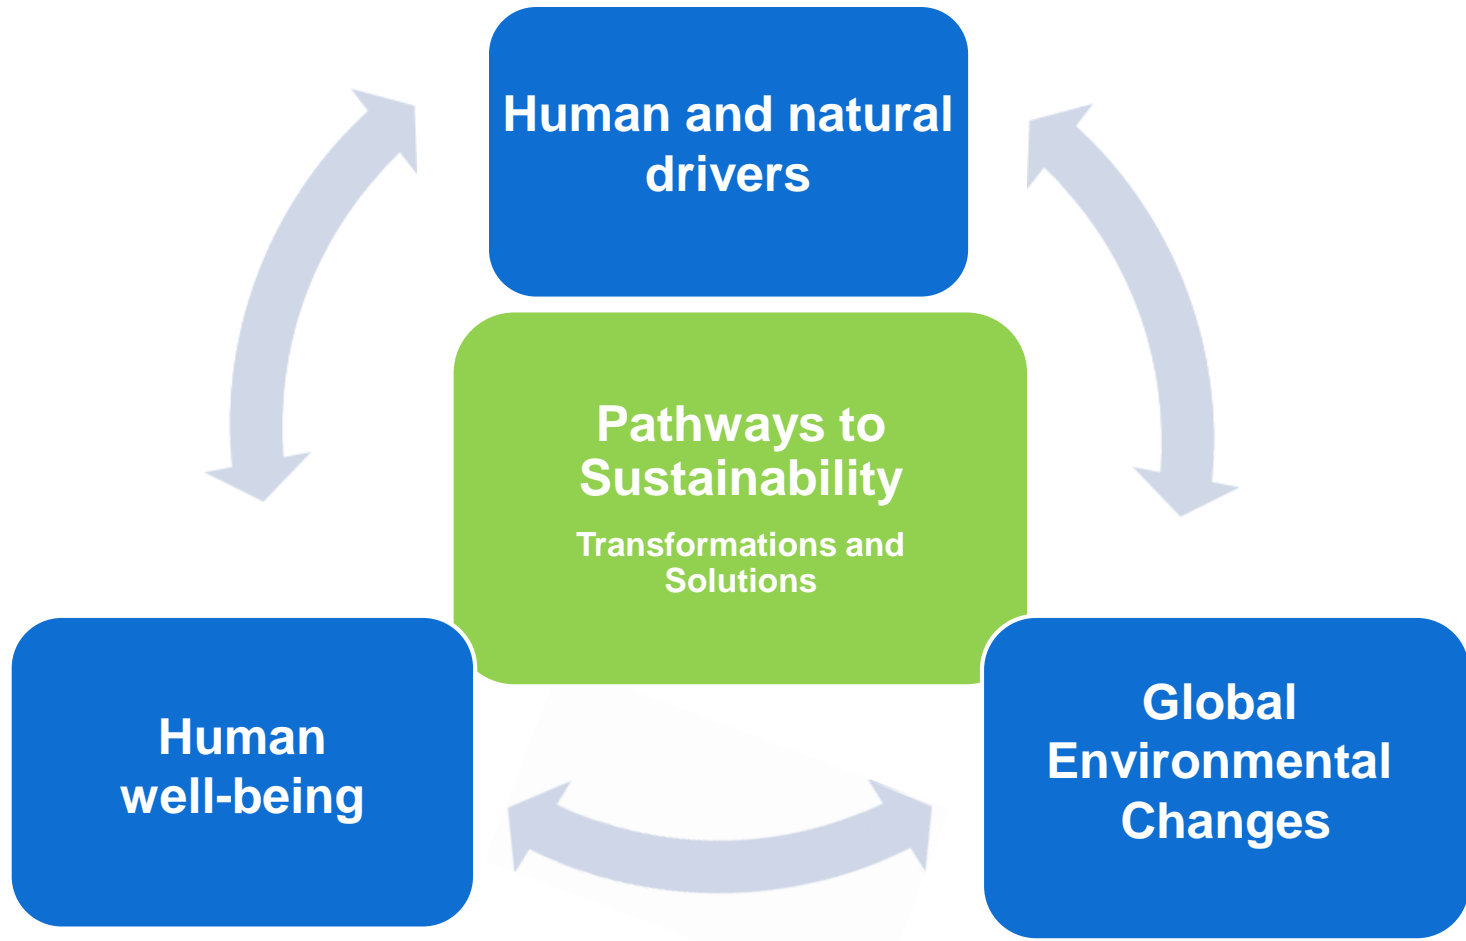 Human and natural
drivers
Pathways to
Sustainability
Transformations and
Solutions
Human
well-being
Global
Environmental
Changes